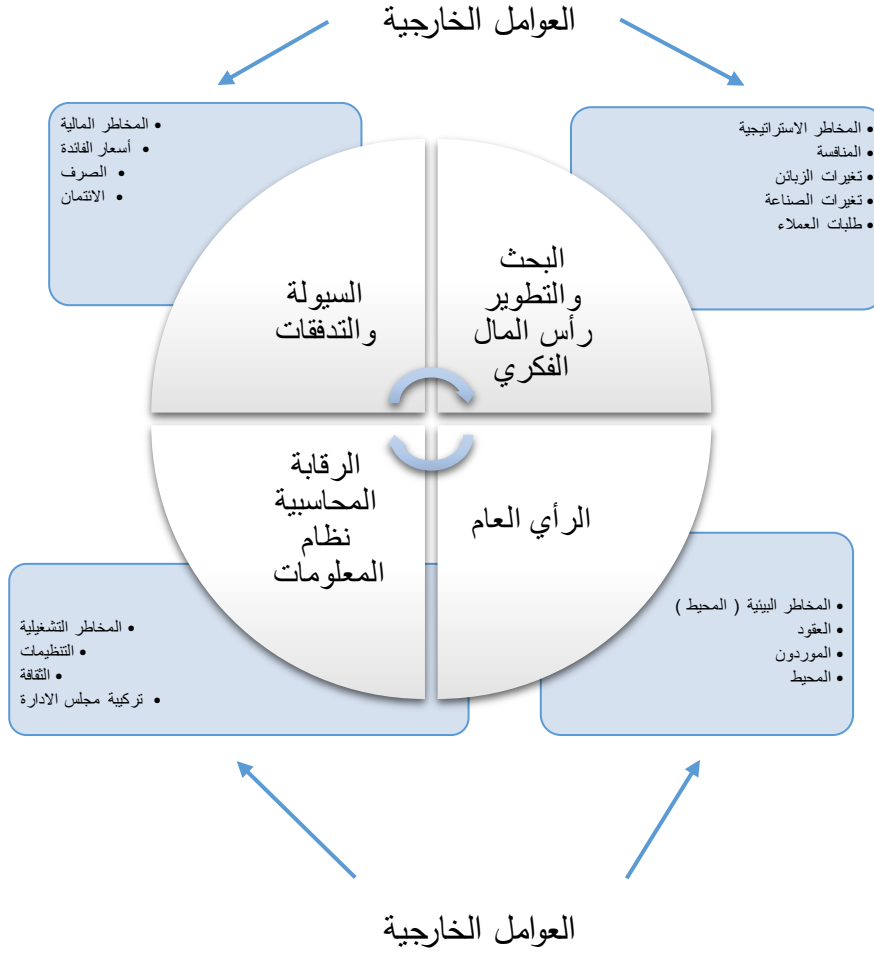 العوامل الخارجية
• المخاطر الاستراتيجية
• المنافسة
• تغيرات الزبائن
• تغيرات الصناعة
• طلبات العملاء
• المخاطر المالية
• أسعار الفائدة
• الصرف
• الائتمان
البحث
والتطوير
رأس المال
الفكري
السيولة
والتدفقات
الرأي العام
الرقابة
المحاسبية
نظام
المعلومات
• المخاطر البيئية ( المحيط )
• العقود
• الموردون
• المحيط
• المخاطر التشغيلية
• التنظيمات
• الثقافة
• تركيبة مجلس الادارة
العوامل الخارجية